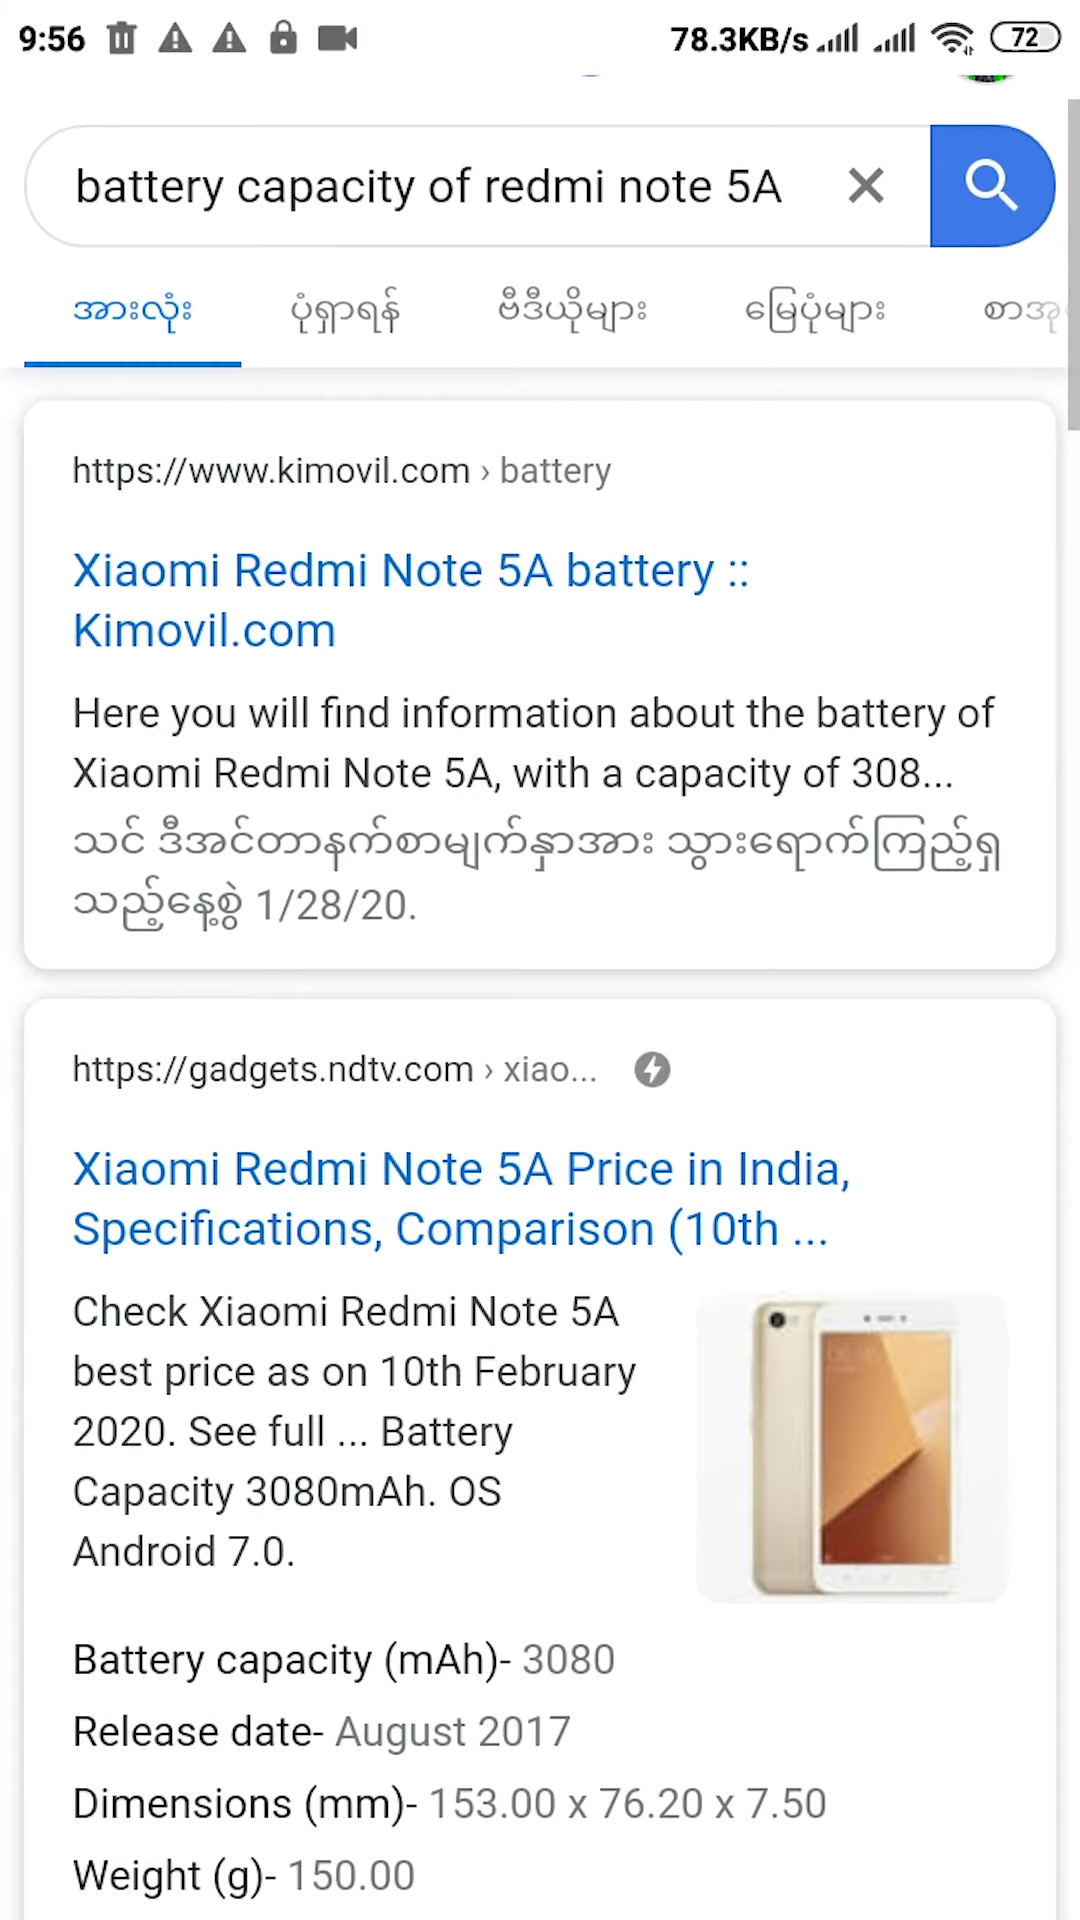 9:56 78.3KB/s 72
battery capacity of redmi note 5A
အားလုံး ပုံရှာရန် ဗီဒီယိုများ မြေပုံများ
https://www.kimovil.com › battery
Xiaomi Redmi Note 5A battery ::
Kimovil.com
Here you will find information about the battery of
Xiaomi Redmi Note 5A, with a capacity of 308...
သင် ဒီအင်တာနက်စာမျက်နှာအား သွားရောက်ကြည့်ရှု
သည့်နေ့စွဲ 1/28/20.
https://gadgets.ndtv.com › xiao...
Xiaomi Redmi Note 5A Price in India,
Specifications, Comparison (10th ...
Check Xiaomi Redmi Note 5A
best price as on 10th February
2020. See full ... Battery
Capacity 3080mAh. OS
Android 7.0.
Battery capacity (mAh)- 3080
Release date- August 2017
Dimensions (mm)- 153.00 x 76.20 x 7.50
Weight (g)- 150.00